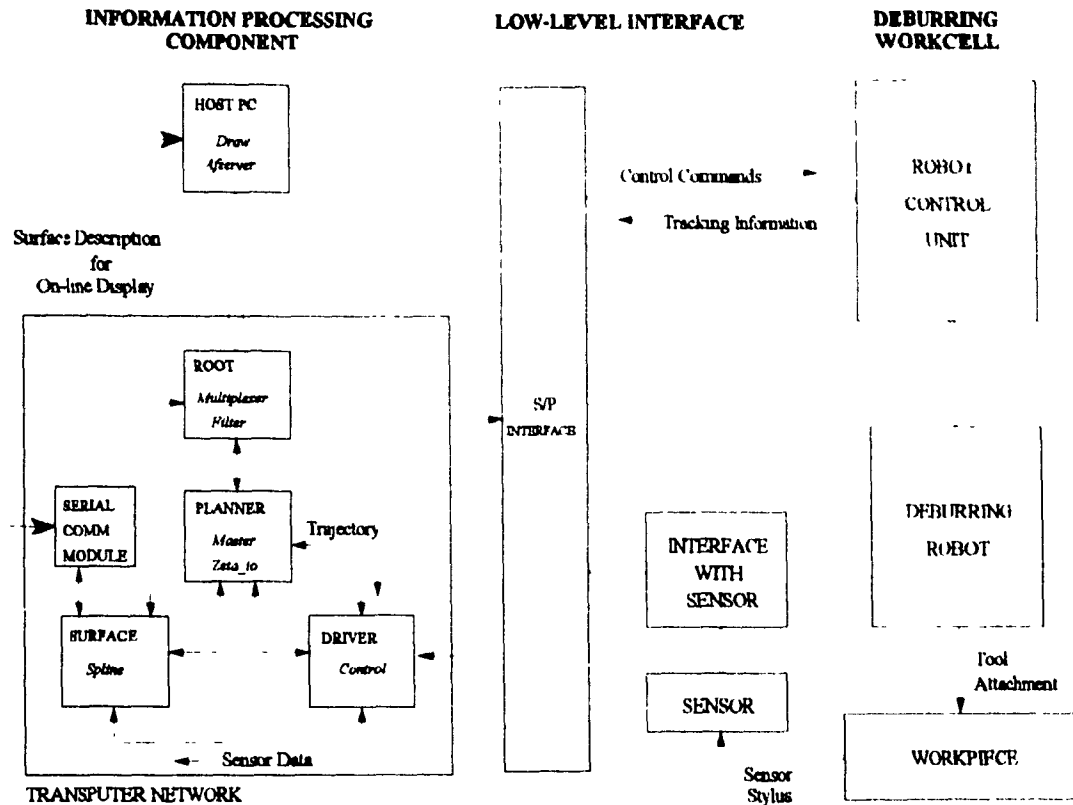 INFORMATION PROCESSING
COMPONENT
LOW-LEVEL INTERFACE
DEBURRING
WORKCELL
HOST PC
Draw
Afserver
Control Commands
Tracking Information
ROBOT
CONTROL
UNIT
Surface Description
for
On-line Display
ROOT
Multiplexer
Filter
S/P
INTERFACE
SERIAL
COMM
MODULE
PLANNER
Master
Zeta_io
Trajectory
INTERFACE
WITH
SENSOR
DEBURRING
ROBOT
SURFACE
Spline
DRIVER
Control
Tool
Attachment
SENSOR
Sensor Data
WORKPIECE
Sensor
Stylus
TRANSPUTER NETWORK